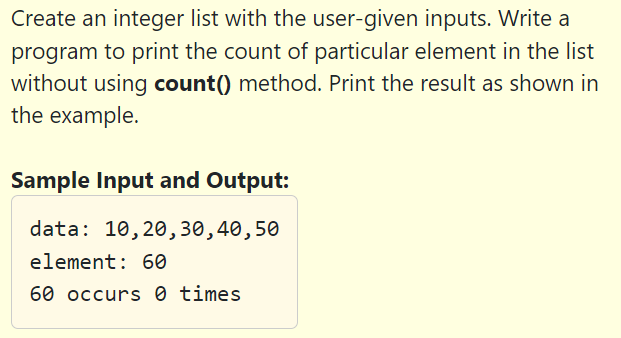 Create an integer list with the user-given inputs. Write a
program to print the count of particular element in the list
without using count() method. Print the result as shown in
the example.
Sample Input and Output:
data: 10,20,30,40,50
element: 60
60 occurs 0 times